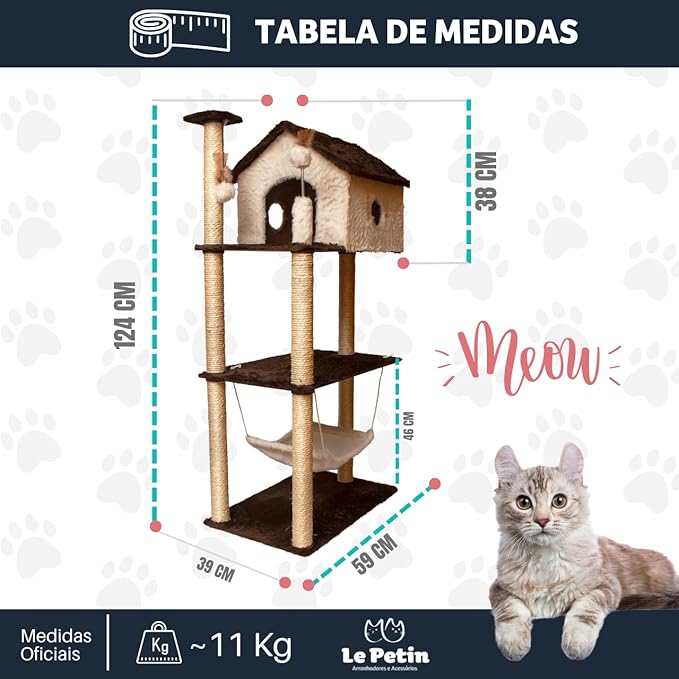 TABELA DE MEDIDAS
38 CM
124 CM
Meow
46 CM
39 CM
59 CM
Medidas
Oficiais
Kg
~11 Kg
Le Petin
Arranhadores e Acessórios